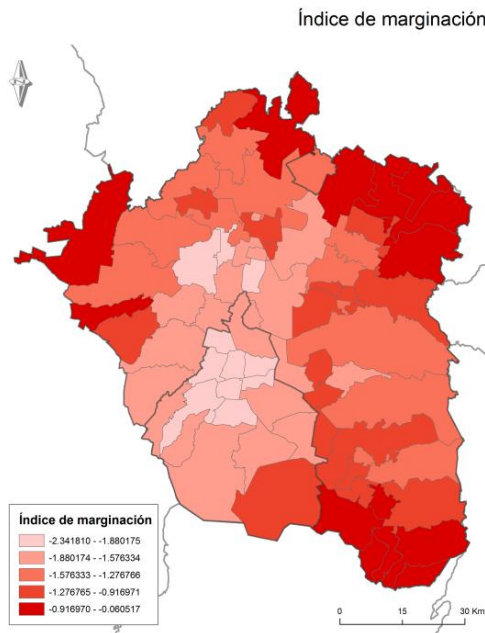 Índice de marginación
Índice de marginación
-2.341810 - -1.880175
-1.880174 - -1.576334
-1.576333 - -1.276766
-1.276765 - -0.916971
-0.916970 - -0.060517
0 15 30 Km